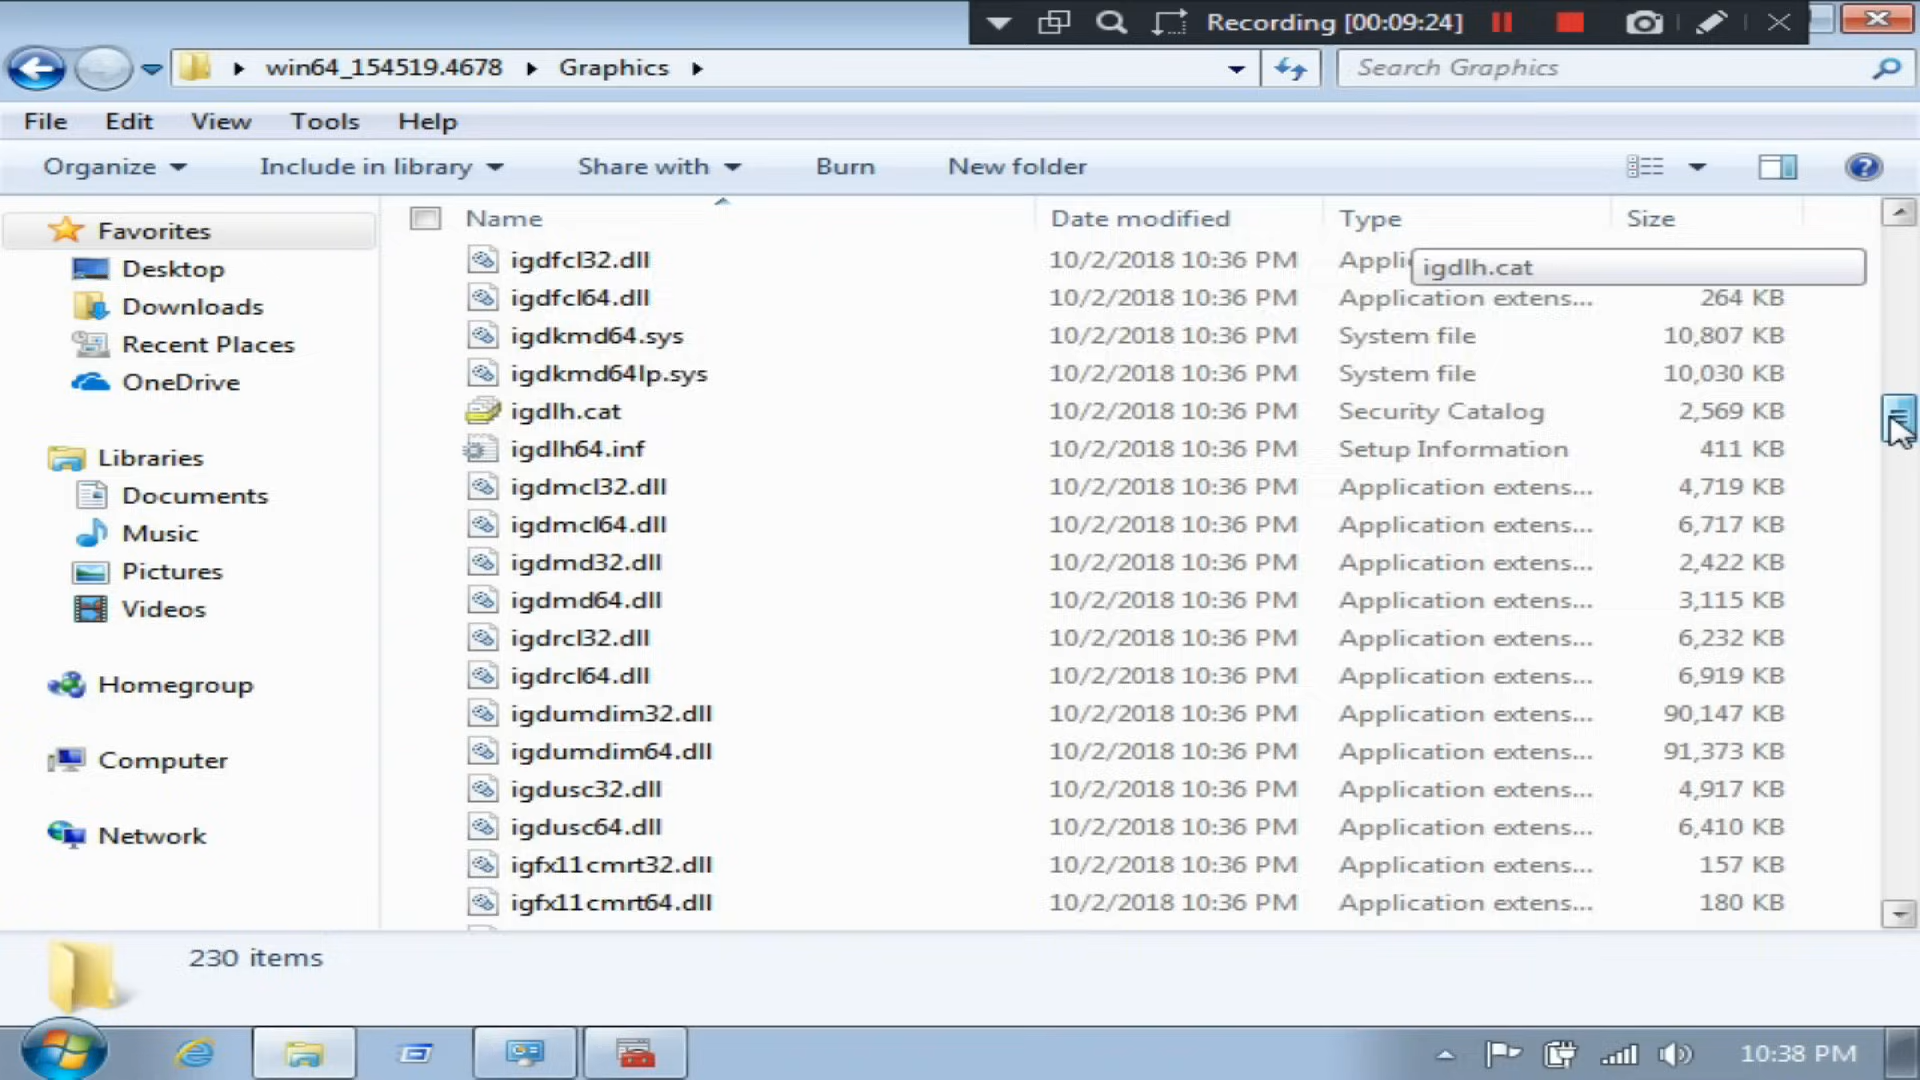 Recording [00:09:24]
win64_154519.4678 Graphics
Search Graphics
File Edit View Tools Help
Organize Include in library Share with Burn New folder
Name Date modified Type Size
Favorites
Desktop
Downloads
Recent Places
OneDrive
Libraries
Documents
Music
Pictures
Videos
Homegroup
Computer
Network
igdfcl32.dll 10/2/2018 10:36 PM Appli
igdlh.cat
igdfcl64.dll 10/2/2018 10:36 PM Application extens... 264 KB
igdkmd64.sys 10/2/2018 10:36 PM System file 10,807 KB
igdkmd64lp.sys 10/2/2018 10:36 PM System file 10,030 KB
igdlh.cat 10/2/2018 10:36 PM Security Catalog 2,569 KB
igdlh64.inf 10/2/2018 10:36 PM Setup Information 411 KB
igdmcl32.dll 10/2/2018 10:36 PM Application extens... 4,719 KB
igdmcl64.dll 10/2/2018 10:36 PM Application extens... 6,717 KB
igdmd32.dll 10/2/2018 10:36 PM Application extens... 2,422 KB
igdmd64.dll 10/2/2018 10:36 PM Application extens... 3,115 KB
igdrcl32.dll 10/2/2018 10:36 PM Application extens... 6,232 KB
igdrcl64.dll 10/2/2018 10:36 PM Application extens... 6,919 KB
igdumdim32.dll 10/2/2018 10:36 PM Application extens... 90,147 KB
igdumdim64.dll 10/2/2018 10:36 PM Application extens... 91,373 KB
igdusc32.dll 10/2/2018 10:36 PM Application extens... 4,917 KB
igdusc64.dll 10/2/2018 10:36 PM Application extens... 6,410 KB
igfx11cmrt32.dll 10/2/2018 10:36 PM Application extens... 157 KB
igfx11cmrt64.dll 10/2/2018 10:36 PM Application extens... 180 KB
230 items
10:38 PM